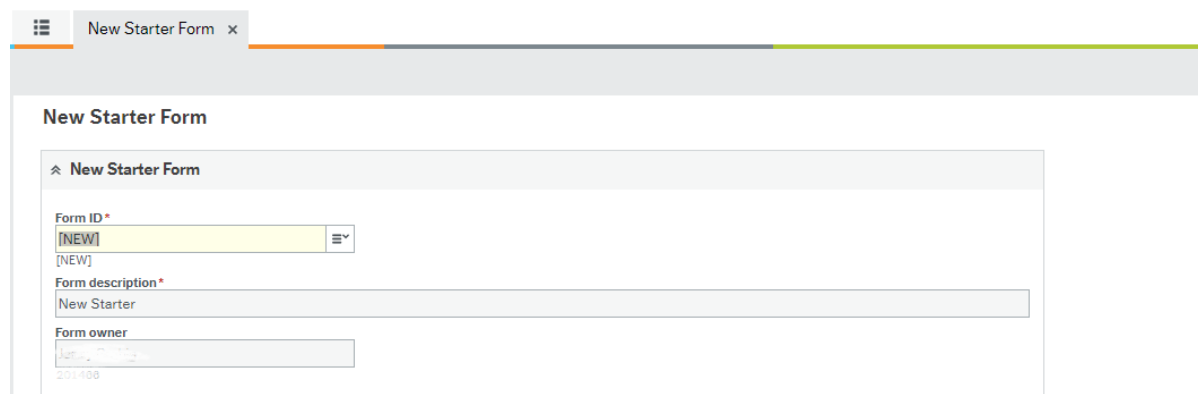 New Starter Form ×
New Starter Form
New Starter Form
Form ID *
[NEW]
[NEW]
Form description *
New Starter
Form owner